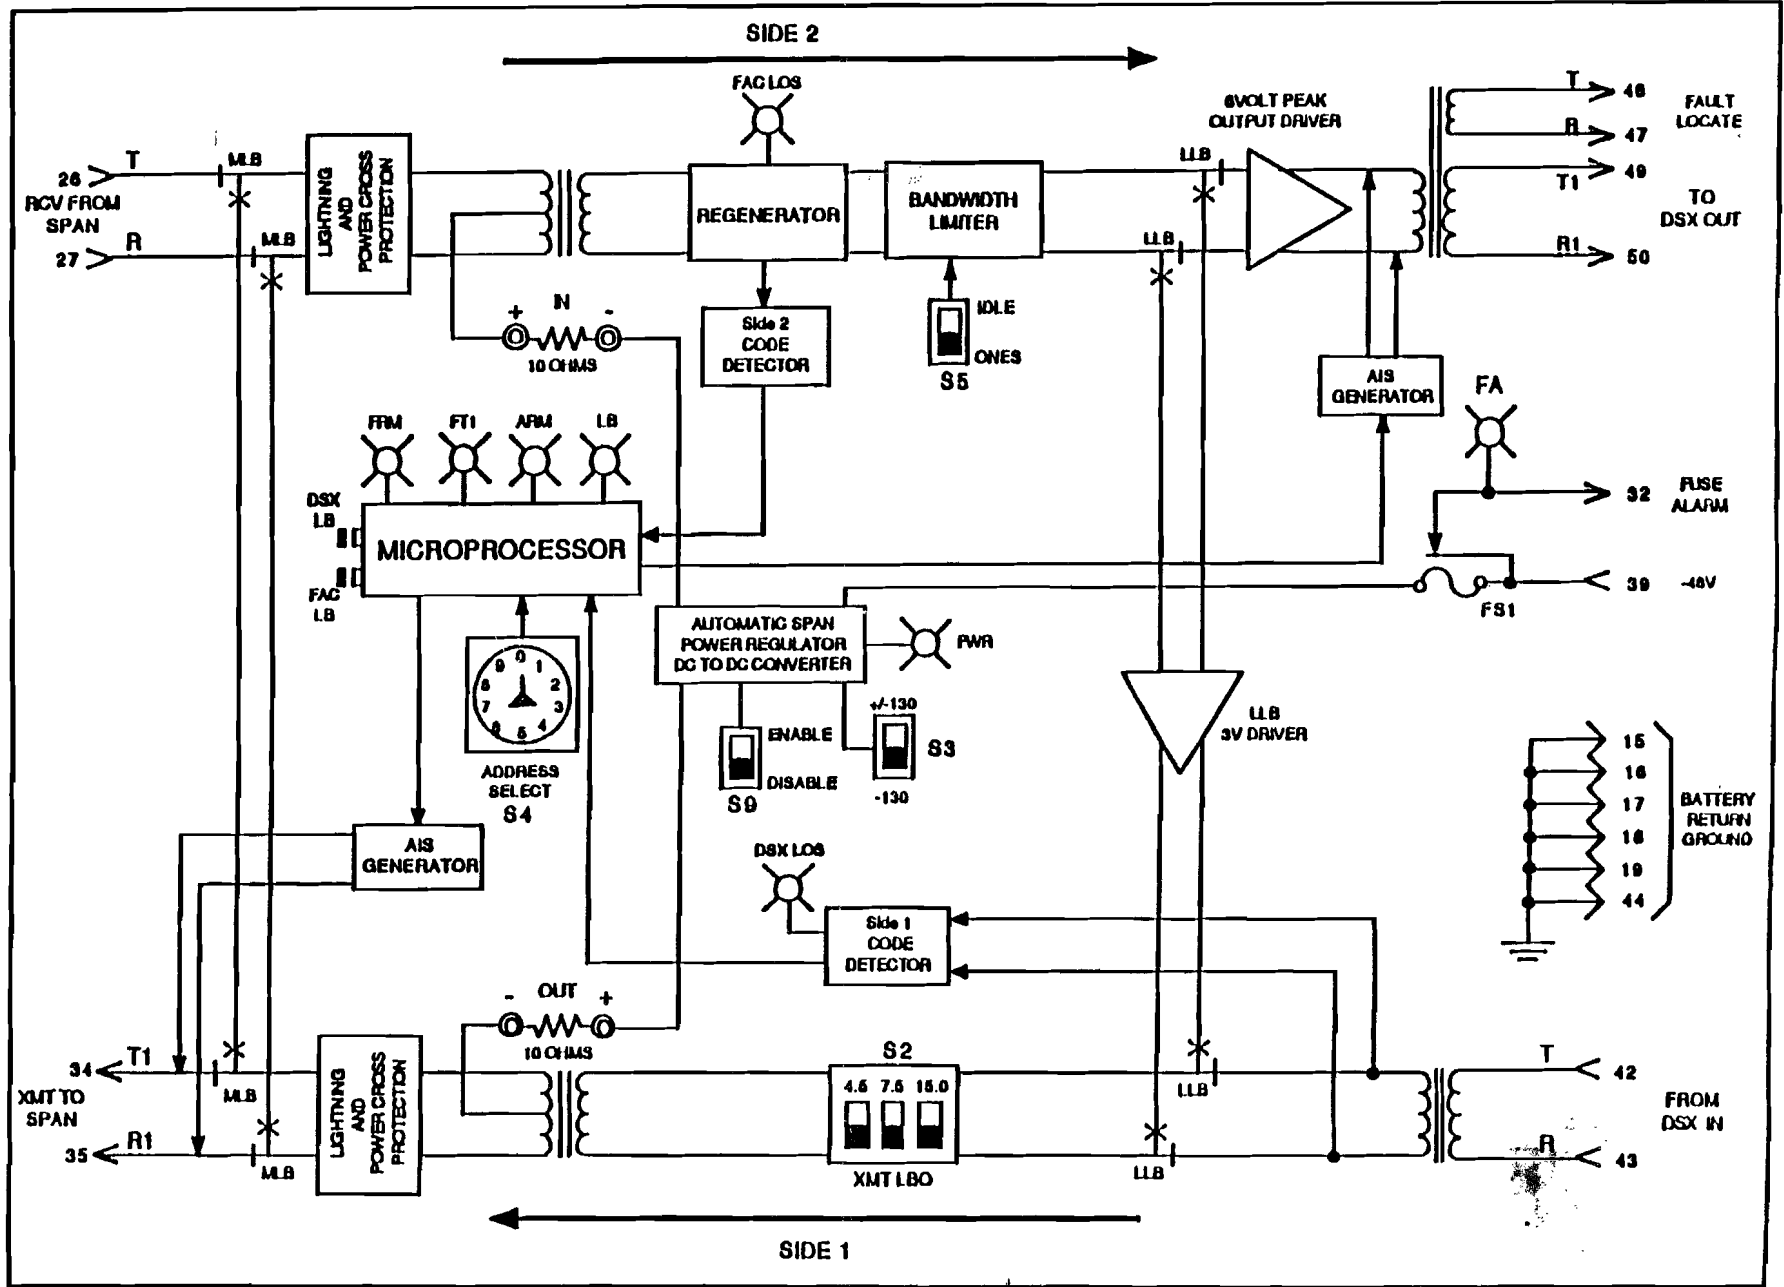 SIDE 2
FAC LOS
6VOLT PEAK
OUTPUT DRIVER
T
46
FAULT
LOCATE
R
47
26
T
MLB
RCV FROM
SPAN
27
R
MLB
LIGHTNING
AND
POWER CROSS
PROTECTION
REGENERATOR
BANDWIDTH
LIMITER
LLB
LLB
T1
49
TO
DSX OUT
R1
50
+
IN
-
10 OHMS
Side 2
CODE
DETECTOR
IDLE
ONES
S5
AIS
GENERATOR
FA
FRM
FT1
ARM
LB
DSX
LB
MICROPROCESSOR
FAC
LB
32
FUSE
ALARM
39
-48V
FS1
AUTOMATIC SPAN
POWER REGULATOR
DC TO DC CONVERTER
PWR
0
1
2
3
4
5
6
7
8
9
ADDRESS
SELECT
S4
ENABLE
DISABLE
S9
+/-130
S3
-130
LLB
3V DRIVER
15
16
17
18
19
44
BATTERY
RETURN
GROUND
AIS
GENERATOR
DSX LOS
Side 1
CODE
DETECTOR
-
OUT
+
10 OHMS
34
T1
MLB
XMT TO
SPAN
35
R1
MLB
LIGHTNING
AND
POWER CROSS
PROTECTION
S2
4.5
7.5
15.0
XMT LBO
LLB
LLB
T
42
FROM
DSX IN
R
43
SIDE 1